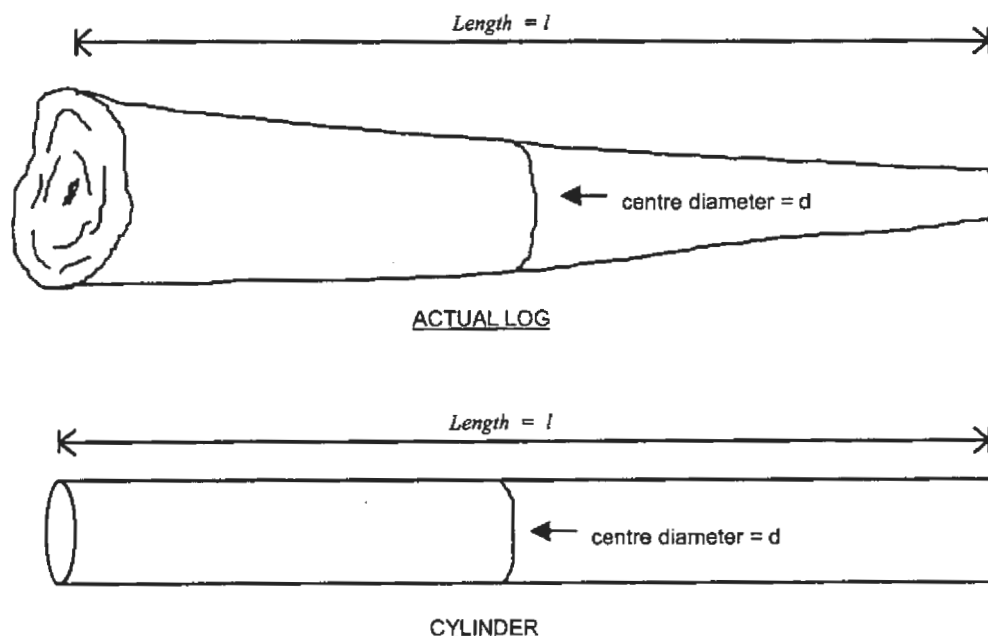 Length = l
centre diameter = d
ACTUAL LOG
Length = l
centre diameter = d
CYLINDER